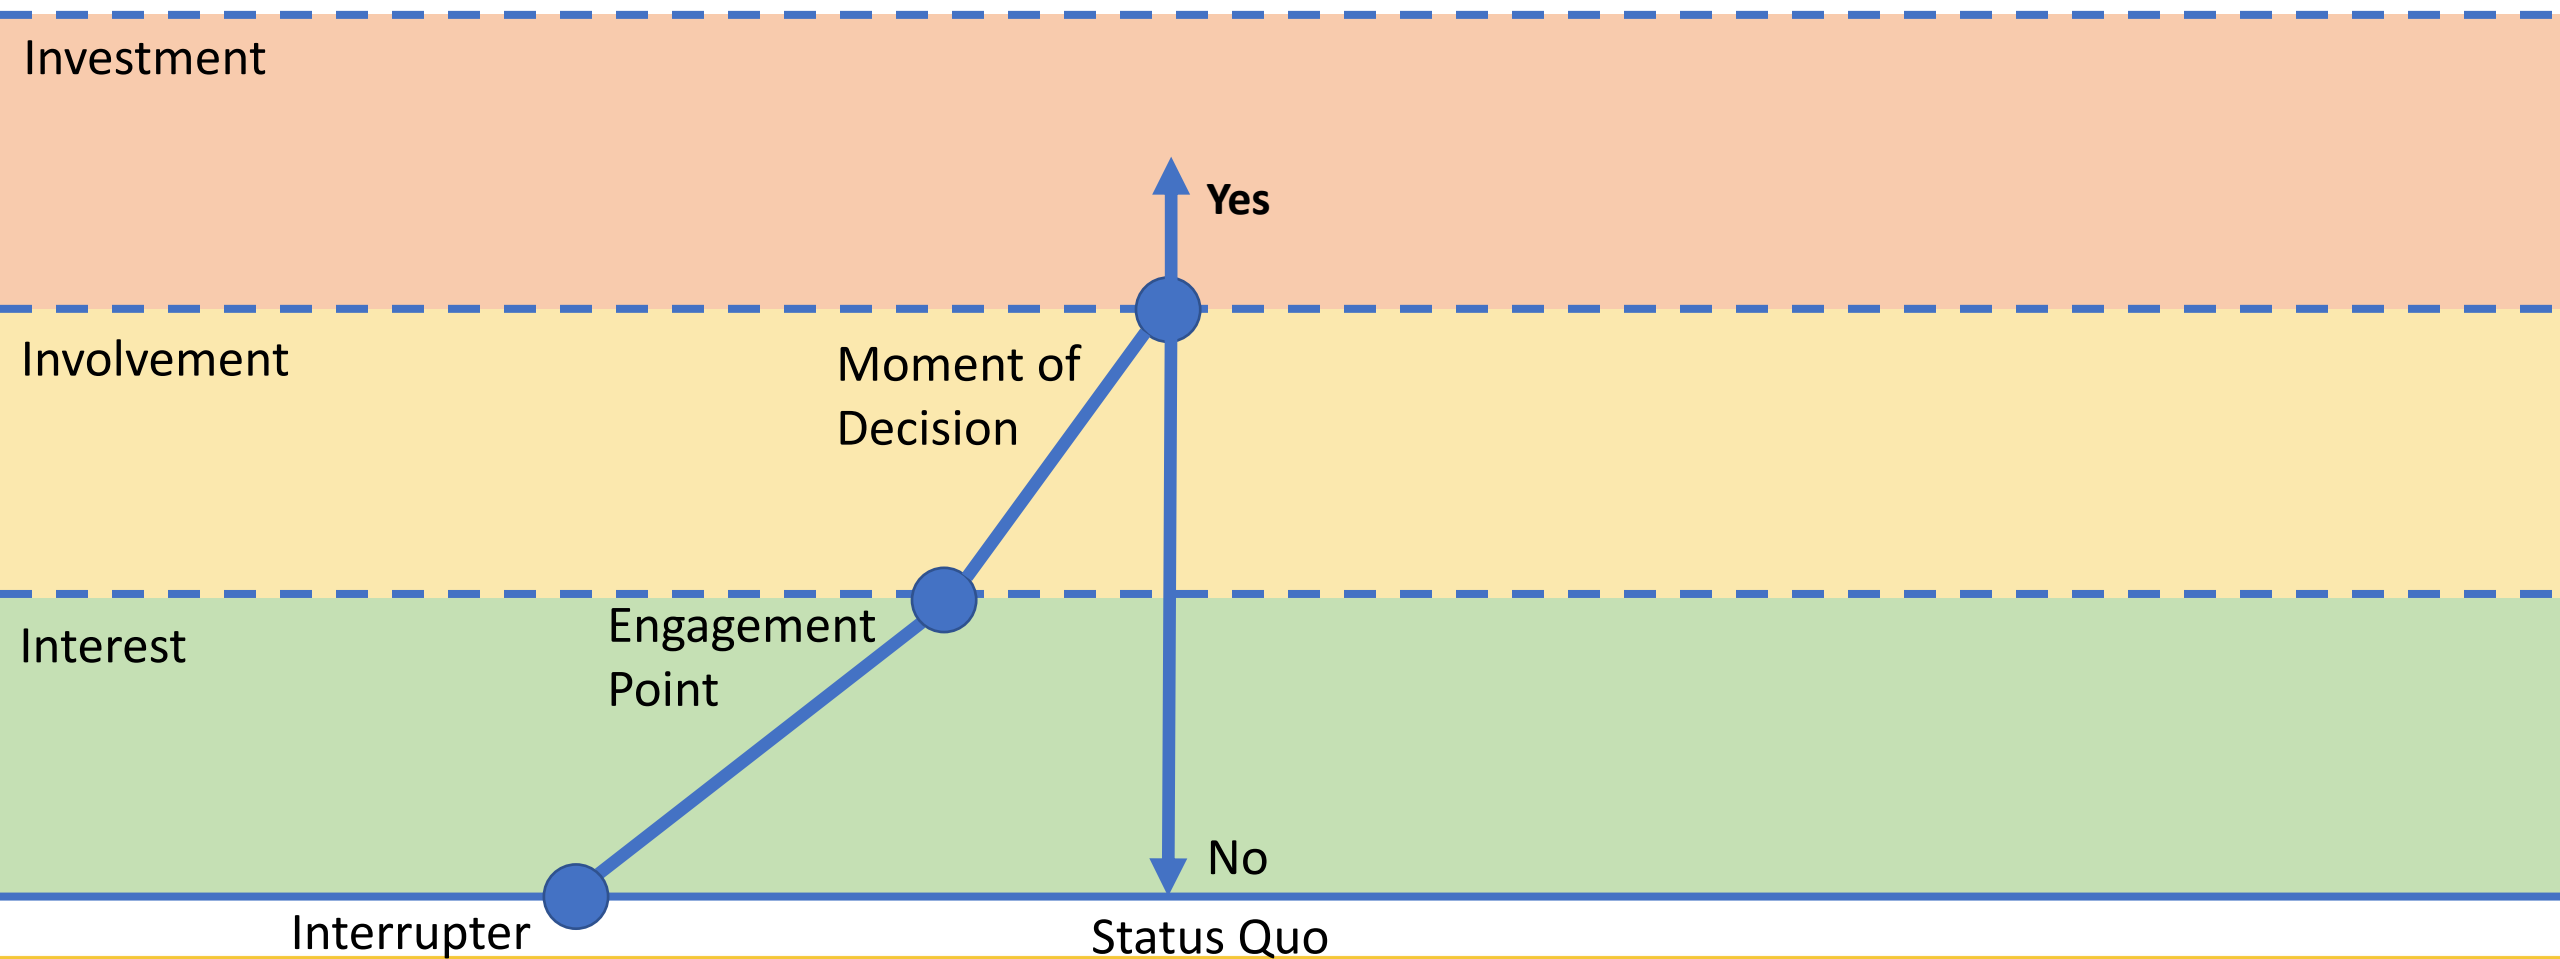 Investment
Yes
Involvement
Moment of
Decision
Engagement
Point
Interest
No
Interrupter
Status Quo